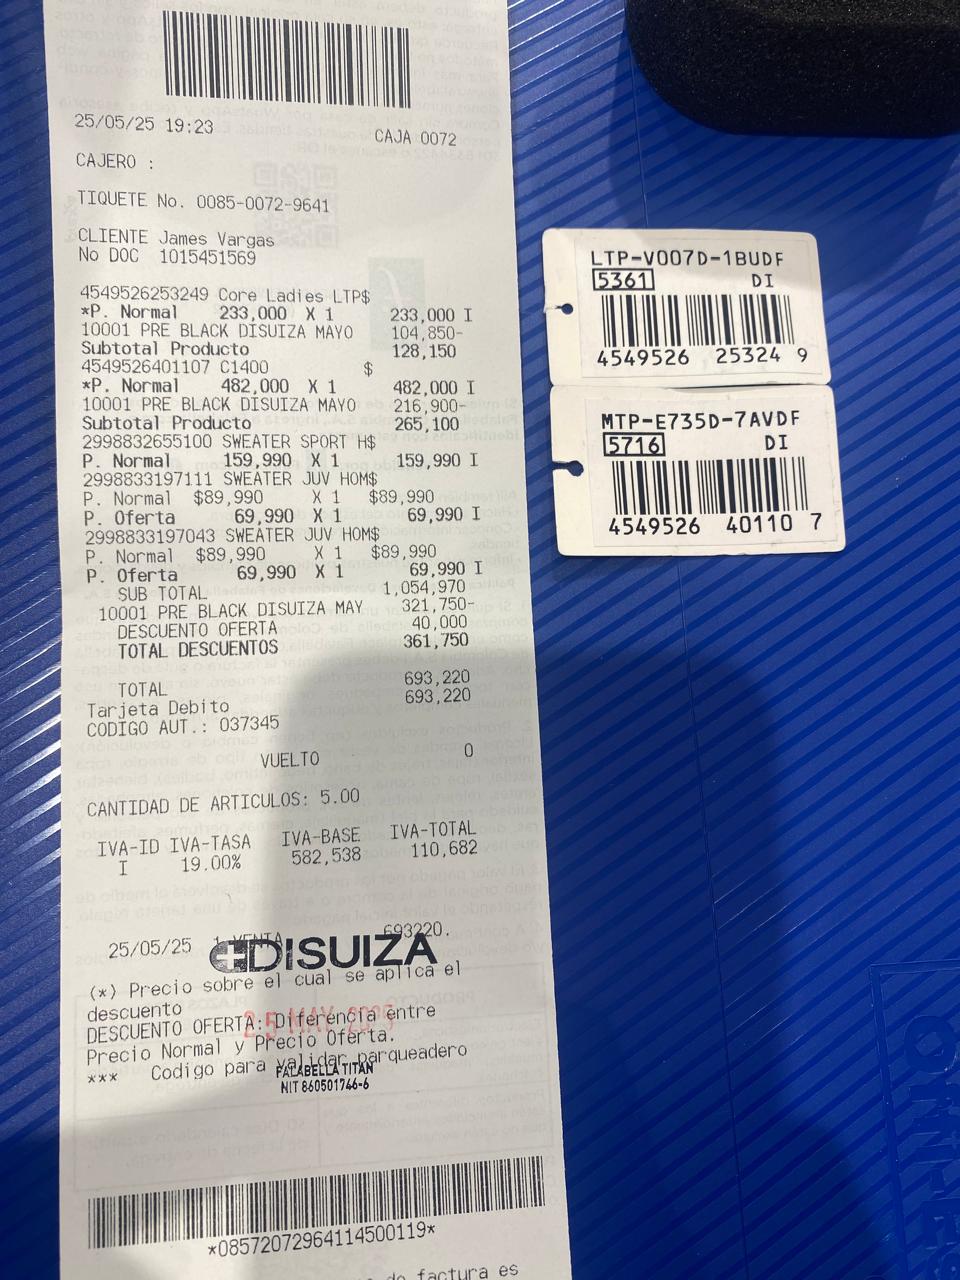 25/05/25 19:23 CAJA 0072
CAJERO :
TIQUETE No. 0085-0072-9641
CLIENTE James Vargas
No DOC 1015451569
4549526253249 Core Ladies LTP$
*P. Normal 233,000 X 1 233,000 I
10001 PRE BLACK DISUIZA MAYO 104,850-
Subtotal Producto 128,150
4549526401107 C1400 $
*P. Normal 482,000 X 1 482,000 I
10001 PRE BLACK DISUIZA MAYO 216,900-
Subtotal Producto 265,100
2998832655100 SWEATER SPORT H$
P. Normal 159,990 X 1 159,990 I
2998833197111 SWEATER JUV HOM$
P. Normal $89,990 X 1 $89,990
P. Oferta 69,990 X 1 69,990 I
2998833197043 SWEATER JUV HOM$
P. Normal $89,990 X 1 $89,990
P. Oferta 69,990 X 1 69,990 I
SUB TOTAL 1,054,970
10001 PRE BLACK DISUIZA MAY 321,750-
DESCUENTO OFERTA 40,000
TOTAL DESCUENTOS 361,750
TOTAL 693,220
Tarjeta Debito 693,220
CODIGO AUT.: 037345
VUELTO 0
CANTIDAD DE ARTICULOS: 5.00
IVA-ID IVA-TASA IVA-BASE IVA-TOTAL
I 19.00% 582,538 110,682
25/05/25 1 VENTA 693220.
DISUIZA
(*) Precio sobre el cual se aplica el
descuento
25 MAY 2025
DESCUENTO OFERTA: Diferencia entre
Precio Normal y Precio Oferta.
*** Codigo para validar parqueadero
FALABELLA TITAN
NIT 860501746-6
*08572072964114500119*
de factura es
LTP-V007D-1BUDF
5361 DI
4549526 25324 9
MTP-E735D-7AVDF
5716 DI
4549526 40110 7